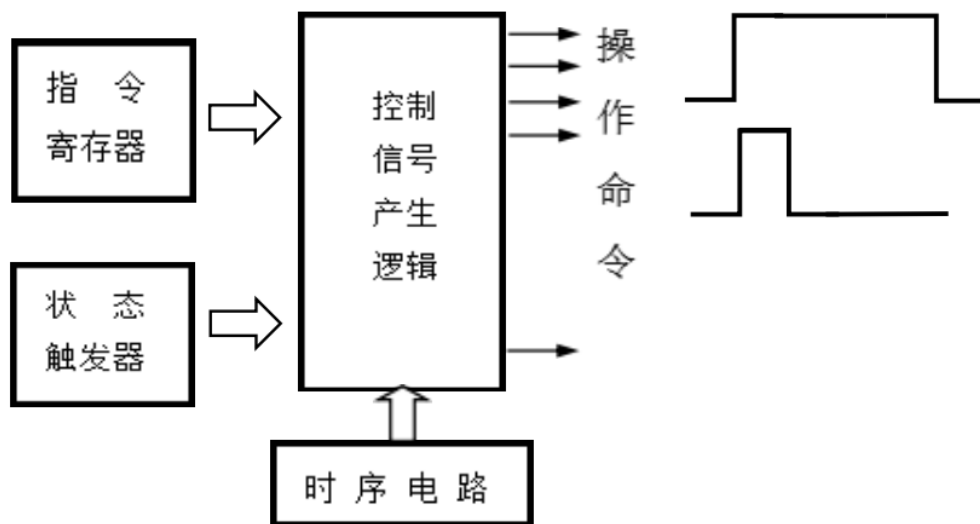 指 令
寄存器
控制
信号
产生
逻辑
操
作
命
令
状 态
触发器
时 序 电 路